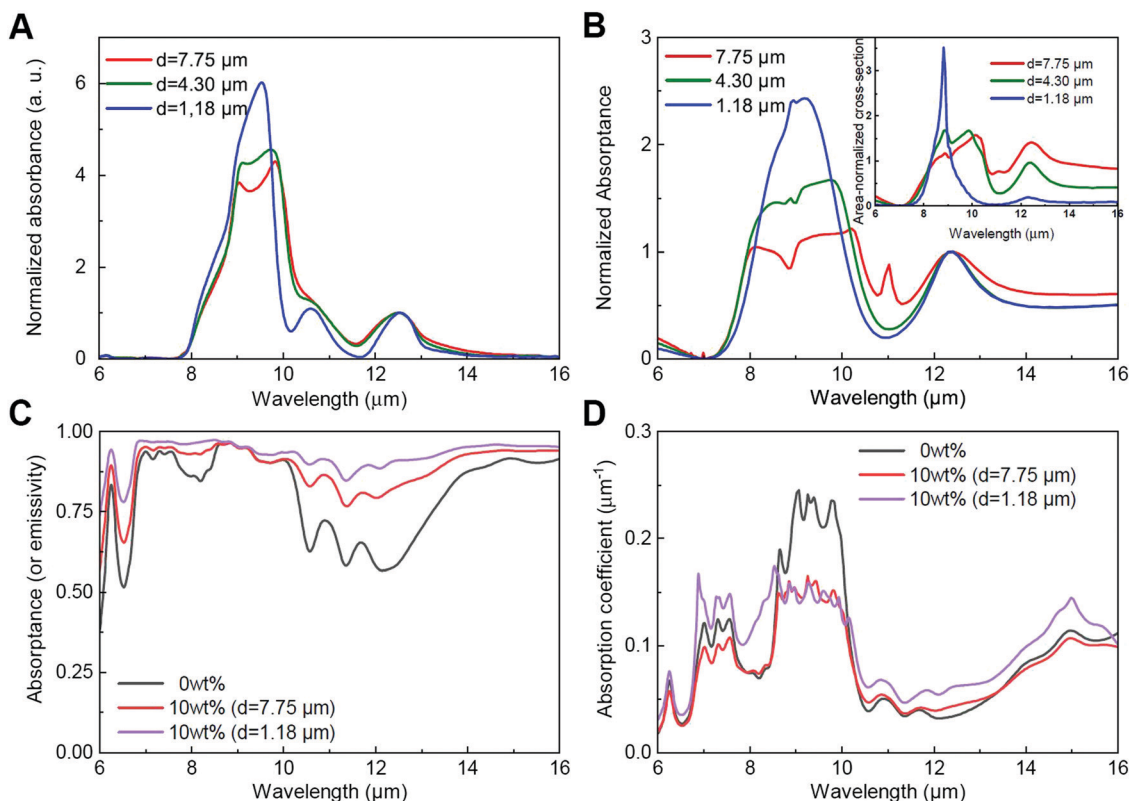 A
Normalized absorbance (a. u.)
6
4
2
0
d=7.75 μm
d=4.30 μm
d=1,18 μm
6 8 10 12 14 16
Wavelength (μm)
B
Normalized Absorptance
3
2
1
0
7.75 μm
4.30 μm
1.18 μm
6 8 10 12 14 16
Wavelength (μm)
Area-normalized cross-section
3
2
1
0
d=7.75 μm
d=4.30 μm
d=1.18 μm
6 8 10 12 14 16
Wavelength (μm)
C
Absorptance (or emissivity)
1.00
0.75
0.50
0.25
0.00
0wt%
10wt% (d=7.75 μm)
10wt% (d=1.18 μm)
6 8 10 12 14 16
Wavelength (μm)
D
Absorption coefficient (μm⁻¹)
0.3
0.2
0.1
0.0
0wt%
10wt% (d=7.75 μm)
10wt% (d=1.18 μm)
6 8 10 12 14 16
Wavelength (μm)